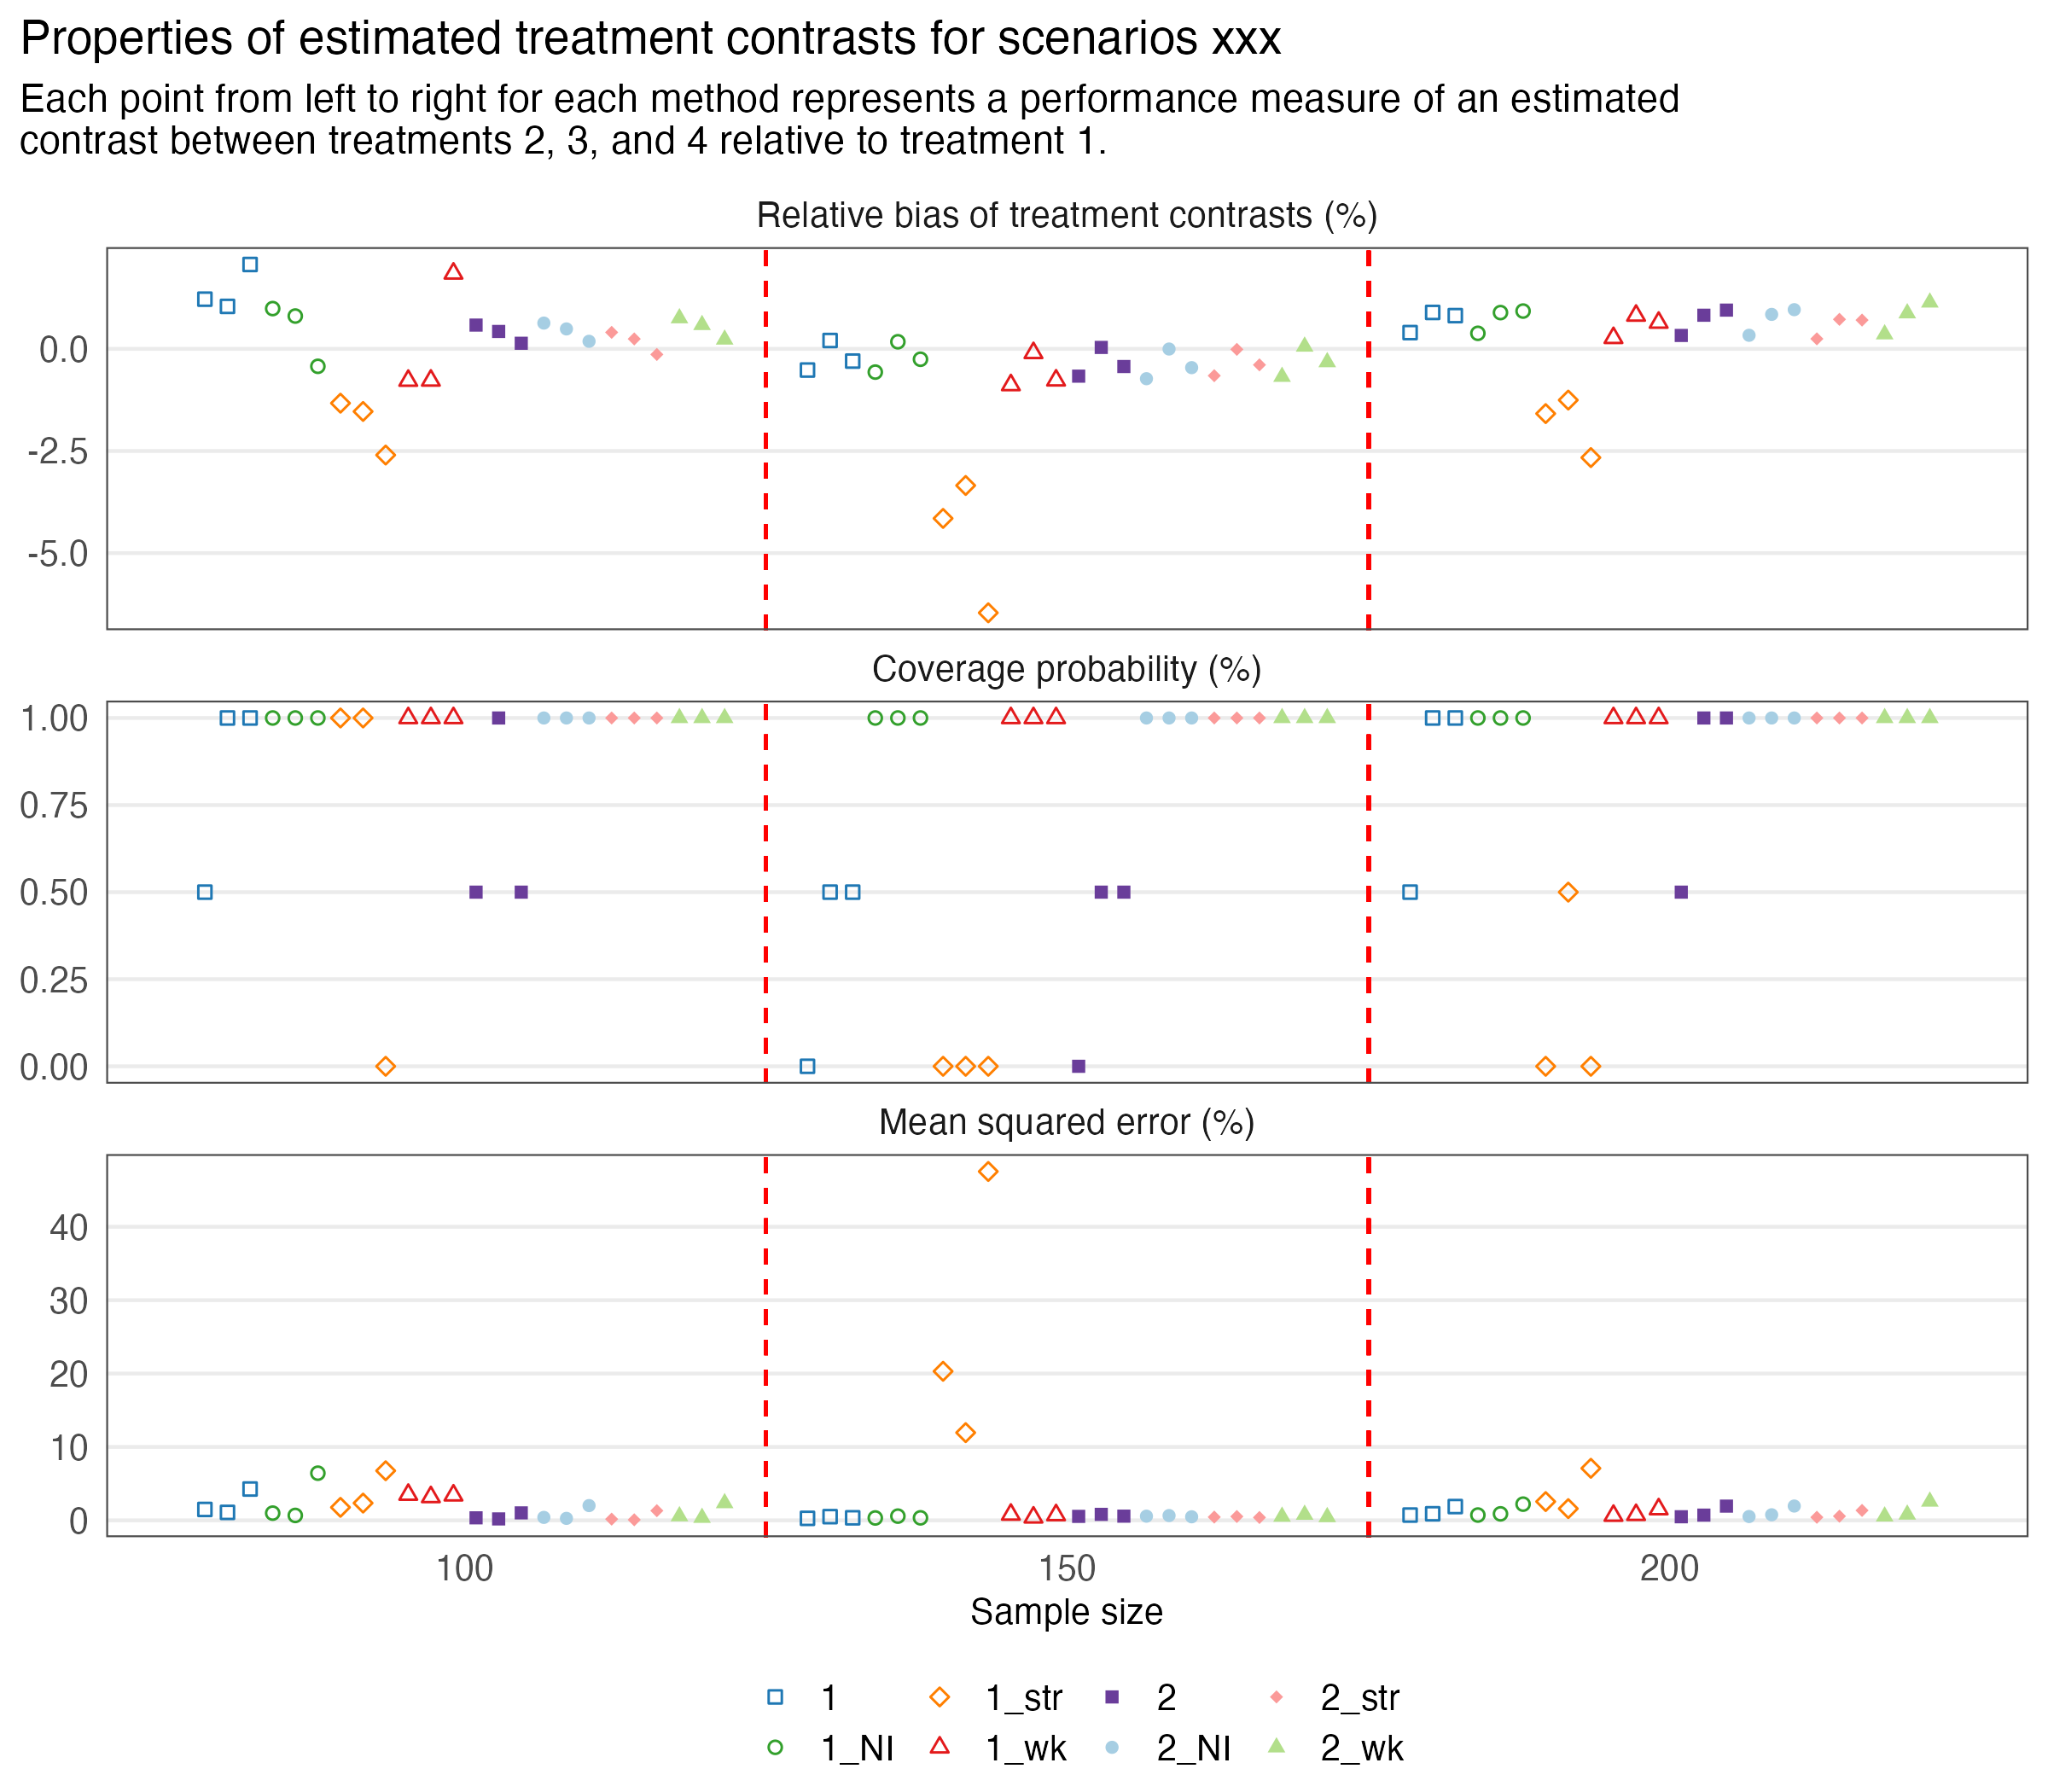 Properties of estimated treatment contrasts for scenarios xxx
Each point from left to right for each method represents a performance measure of an estimated
contrast between treatments 2, 3, and 4 relative to treatment 1.
Relative bias of treatment contrasts (%)
0.0
-2.5
-5.0
Coverage probability (%)
1.00
0.75
0.50
0.25
0.00
Mean squared error (%)
40
30
20
10
0
100 150 200
Sample size
1 1_str 2 2_str
1_NI 1_wk 2_NI 2_wk